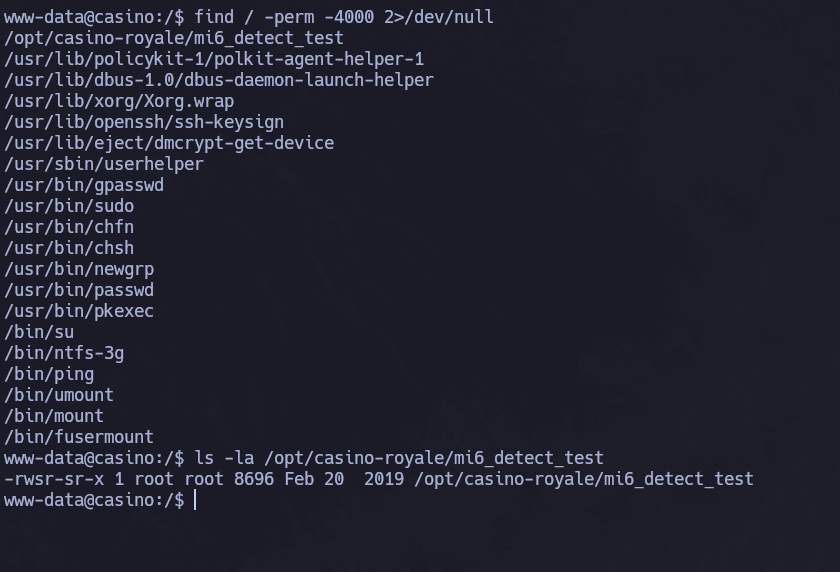 www-data@casino:/$ find / -perm -4000 2>/dev/null
/opt/casino-royale/mi6_detect_test
/usr/lib/policykit-1/polkit-agent-helper-1
/usr/lib/dbus-1.0/dbus-daemon-launch-helper
/usr/lib/xorg/Xorg.wrap
/usr/lib/openssh/ssh-keysign
/usr/lib/eject/dmcrypt-get-device
/usr/sbin/userhelper
/usr/bin/gpasswd
/usr/bin/sudo
/usr/bin/chfn
/usr/bin/chsh
/usr/bin/newgrp
/usr/bin/passwd
/usr/bin/pkexec
/bin/su
/bin/ntfs-3g
/bin/ping
/bin/umount
/bin/mount
/bin/fusermount
www-data@casino:/$ ls -la /opt/casino-royale/mi6_detect_test
-rwsr-sr-x 1 root root 8696 Feb 20  2019 /opt/casino-royale/mi6_detect_test
www-data@casino:/$